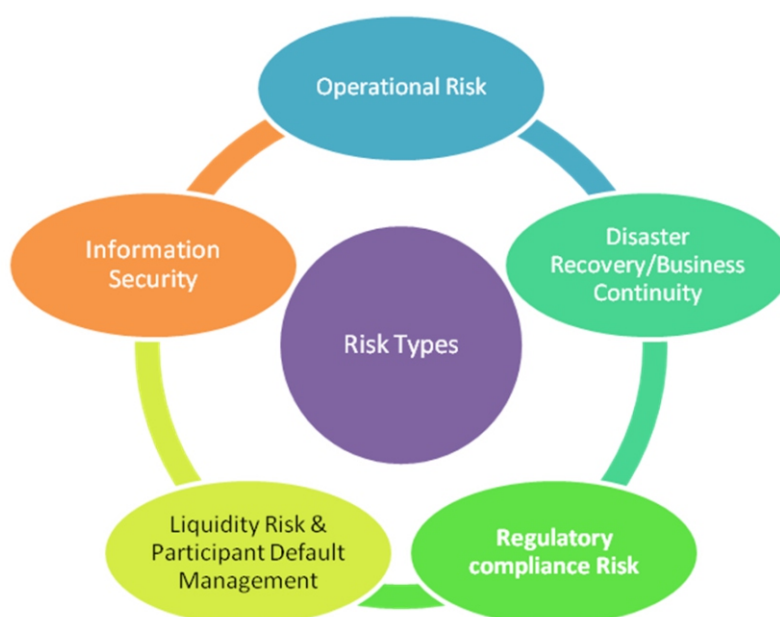 Operational Risk
Disaster
Recovery/Business
Continuity
Regulatory
compliance Risk
Liquidity Risk &
Participant Default
Management
Information
Security
Risk Types